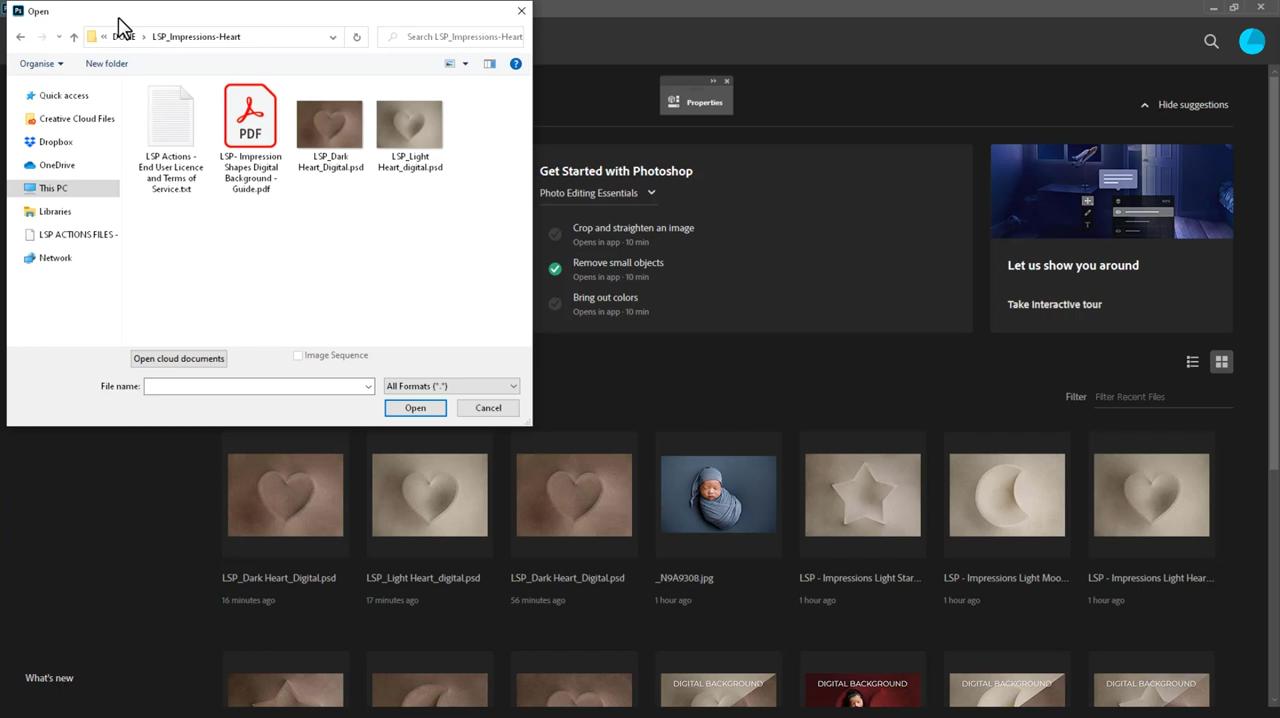 Ps Open
« DONE › LSP_Impressions-Heart
Search LSP_Impressions-Heart
Organise
New folder
Quick access
Creative Cloud Files
Dropbox
OneDrive
This PC
Libraries
LSP ACTIONS FILES -
Network
LSP Actions -
End User Licence
and Terms of
Service.txt
PDF
LSP- Impression
Shapes Digital
Background -
Guide.pdf
LSP_Dark
Heart_Digital.psd
LSP_Light
Heart_digital.psd
Open cloud documents
Image Sequence
File name:
All Formats (*.*)
Open
Cancel
Properties
Hide suggestions
Get Started with Photoshop
Photo Editing Essentials
Crop and straighten an image
Opens in app · 10 min
Remove small objects
Opens in app · 10 min
Bring out colors
Opens in app · 10 min
Let us show you around
Take interactive tour
Filter
Filter Recent Files
LSP_Dark Heart_Digital.psd
16 minutes ago
LSP_Light Heart_digital.psd
17 minutes ago
LSP_Dark Heart_Digital.psd
56 minutes ago
_N9A9308.jpg
1 hour ago
LSP - Impressions Light Star...
1 hour ago
LSP - Impressions Light Moo...
1 hour ago
LSP - Impressions Light Hear...
1 hour ago
What's new
DIGITAL BACKGROUND
DIGITAL BACKGROUND
DIGITAL BACKGROUND
DIGITAL BACKGROUND